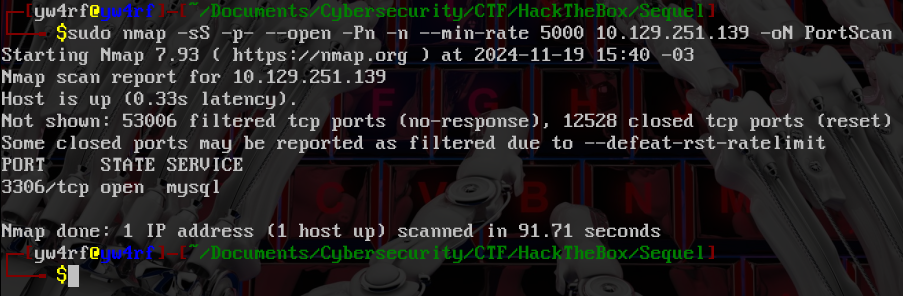 [yw4rf@yw4rf]-[~/Documents/Cybersecurity/CTF/HackTheBox/Sequel]
$sudo nmap -sS -p- --open -Pn -n --min-rate 5000 10.129.251.139 -oN PortScan
Starting Nmap 7.93 ( https://nmap.org ) at 2024-11-19 15:40 -03
Nmap scan report for 10.129.251.139
Host is up (0.33s latency).
Not shown: 53006 filtered tcp ports (no-response), 12528 closed tcp ports (reset)
Some closed ports may be reported as filtered due to --defeat-rst-ratelimit
PORT     STATE SERVICE
3306/tcp open  mysql
Nmap done: 1 IP address (1 host up) scanned in 91.71 seconds
[yw4rf@yw4rf]-[~/Documents/Cybersecurity/CTF/HackTheBox/Sequel]
$
F G H
C V B N M